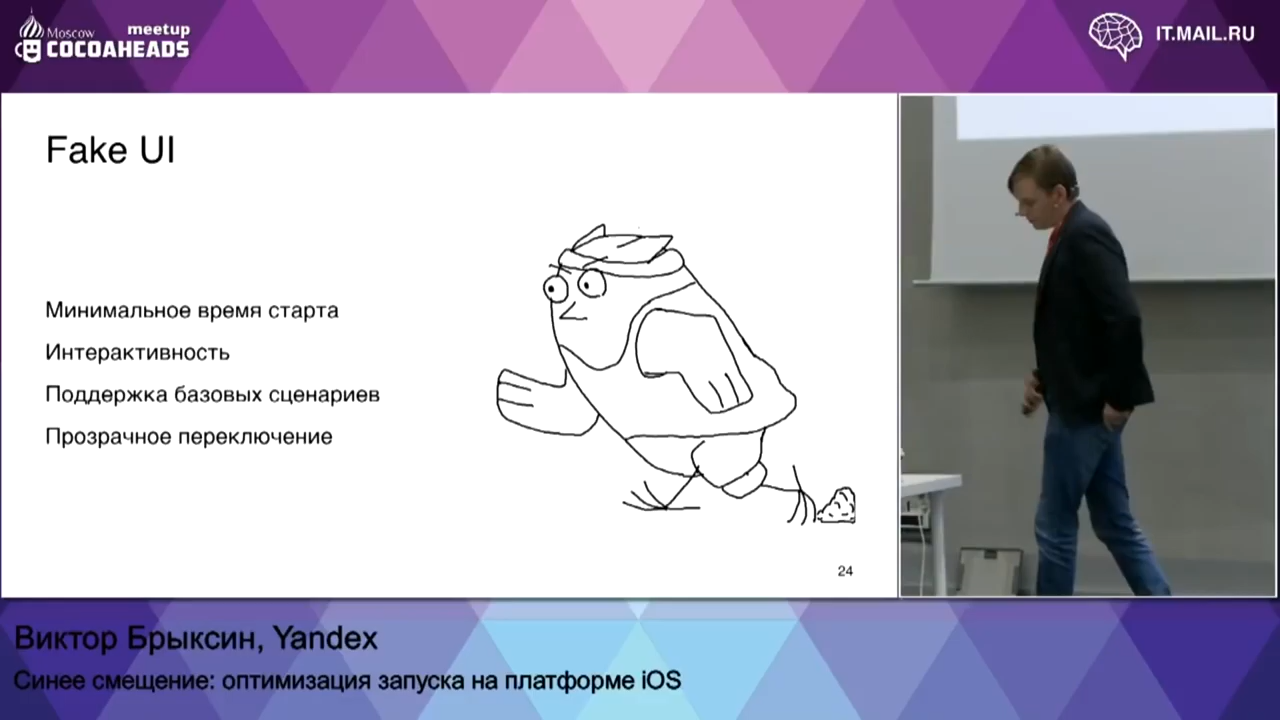 Moscow meetup
COCOAHEADS
IT.MAIL.RU
Fake UI
Минимальное время старта
Интерактивность
Поддержка базовых сценариев
Прозрачное переключение
24
Виктор Брыксин, Yandex
Синее смещение: оптимизация запуска на платформе iOS